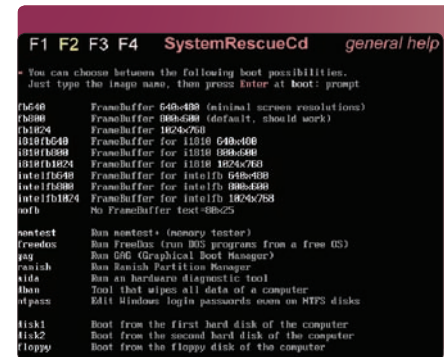 F1 F2 F3 F4 SystemRescueCd general help
- You can choose between the following boot possibilities.
Just type the image name, then press Enter at boot: prompt
fb640 FrameBuffer 640x480 (minimal screen resolutions)
fb800 FrameBuffer 800x600 (default, should work)
fb1024 FrameBuffer 1024x768
i810fb640 FrameBuffer for i1810 640x480
i810fb800 FrameBuffer for i1810 800x600
i810fb1024 FrameBuffer for i1810 1024x768
intelfb640 FrameBuffer for intelfb 640x480
intelfb800 FrameBuffer for intelfb 800x600
intelfb1024 FrameBuffer for intelfb 1024x768
nofb No FrameBuffer text=80x25
memtest Run memtest+ (memory tester)
freedos Run FreeDos (run DOS programs from a free OS)
gag Run GAG (Graphical Boot Manager)
ranish Run Ranish Partition Manager
aida Run an hardware diagnostic tool
dban Tool that wipes all data of a computer
ntpass Edit Windows login passwords even on NTFS disks
disk1 Boot from the first hard disk of the computer
disk2 Boot from the second hard disk of the computer
floppy Boot from the floppy disk of the computer